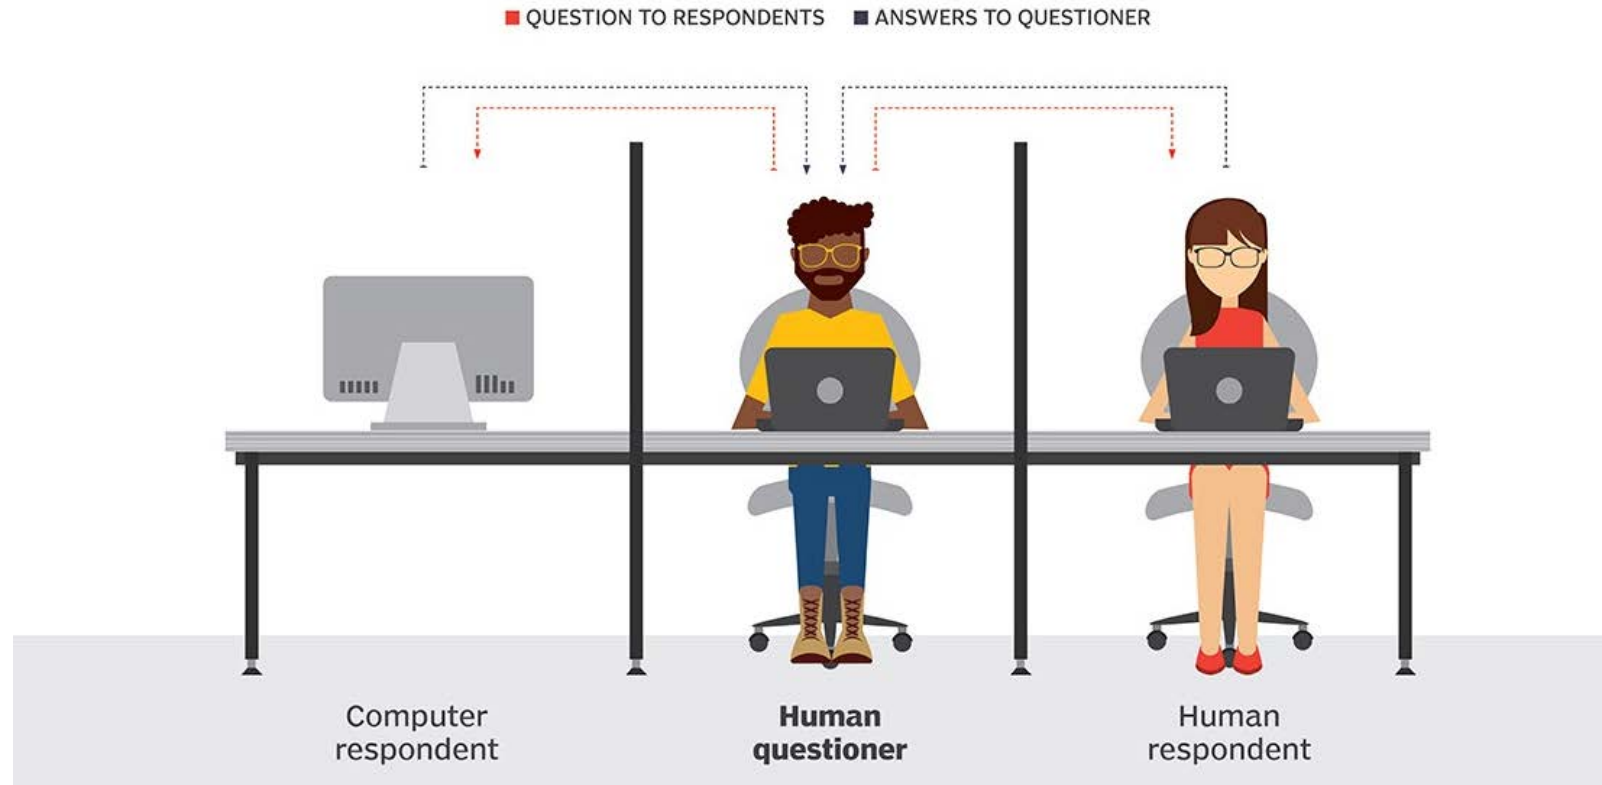 QUESTION TO RESPONDENTS ANSWERS TO QUESTIONER
Computer
respondent
Human
questioner
Human
respondent